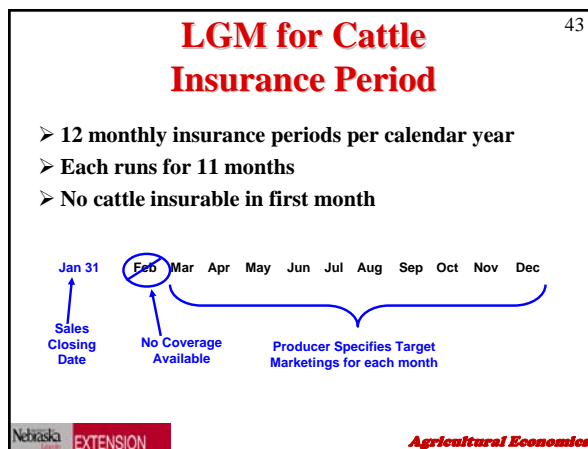 43
LGM for Cattle
Insurance Period
➢ 12 monthly insurance periods per calendar year
➢ Each runs for 11 months
➢ No cattle insurable in first month
Jan 31 Feb Mar Apr May Jun Jul Aug Sep Oct Nov Dec
Sales
Closing
Date
No Coverage
Available
Producer Specifies Target
Marketings for each month
Nebraska
Lincoln
EXTENSION
Agricultural Economics